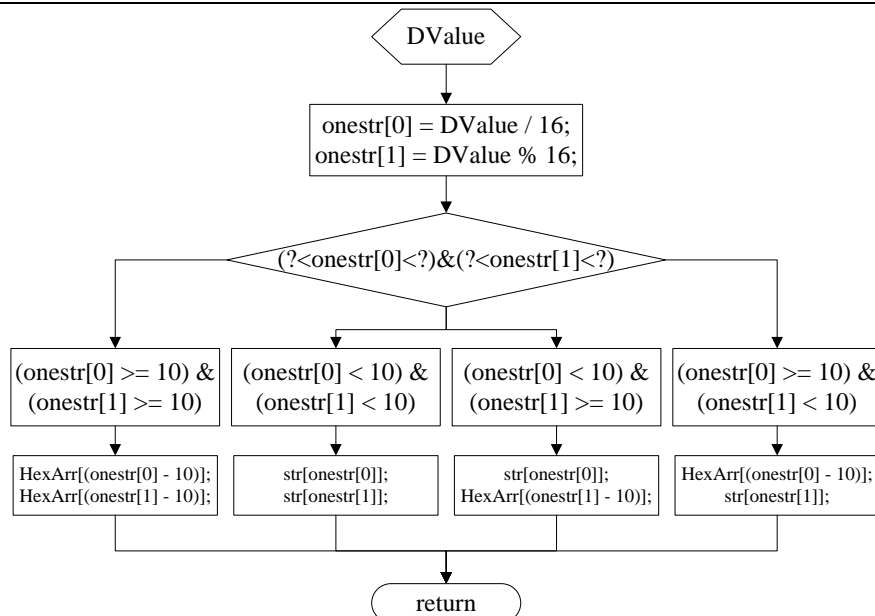 DValue
onestr[0] = DValue / 16;
onestr[1] = DValue % 16;
(?<onestr[0]<?)&(?<onestr[1]<?)
(onestr[0] >= 10) &
(onestr[1] >= 10)
(onestr[0] < 10) &
(onestr[1] < 10)
(onestr[0] < 10) &
(onestr[1] >= 10)
(onestr[0] >= 10) &
(onestr[1] < 10)
HexArr[(onestr[0] - 10)];
HexArr[(onestr[1] - 10)];
str[onestr[0]];
str[onestr[1]];
str[onestr[0]];
HexArr[(onestr[1] - 10)];
HexArr[(onestr[0] - 10)];
str[onestr[1]];
return